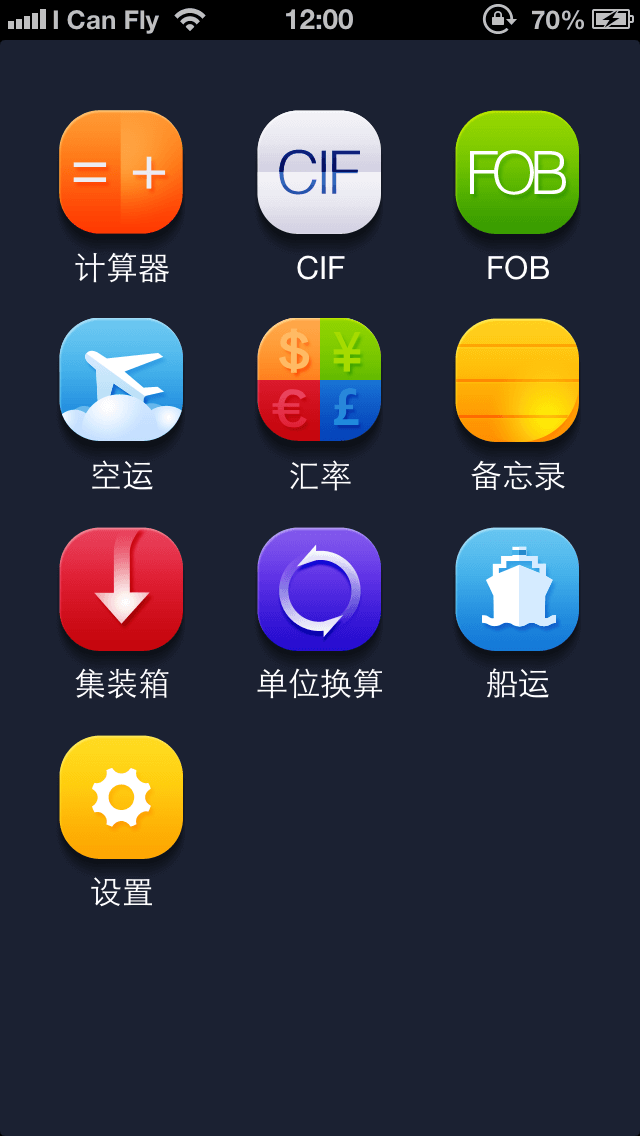 I Can Fly 12:00 70%
= +
CIF
FOB
计算器
CIF
FOB
$ ¥
€ £
空运
汇率
备忘录
集装箱
单位换算
船运
设置